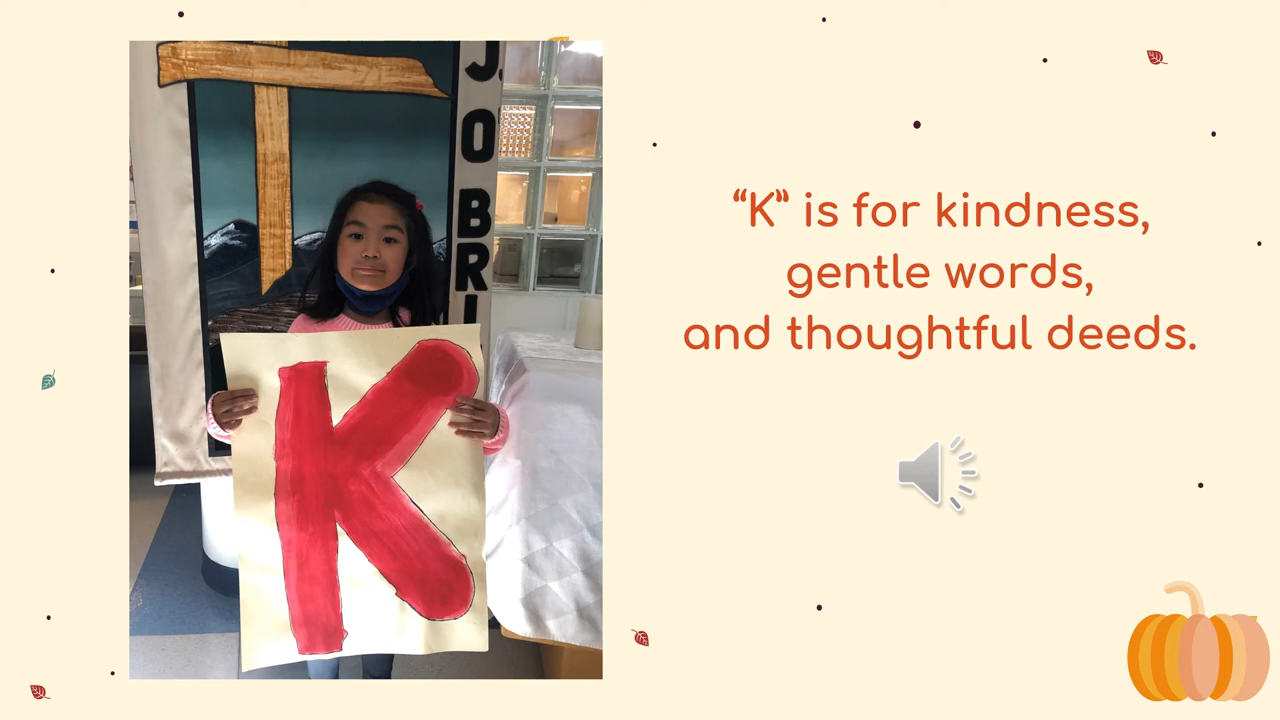 J.
O
B
R
K
“K” is for kindness,
gentle words,
and thoughtful deeds.